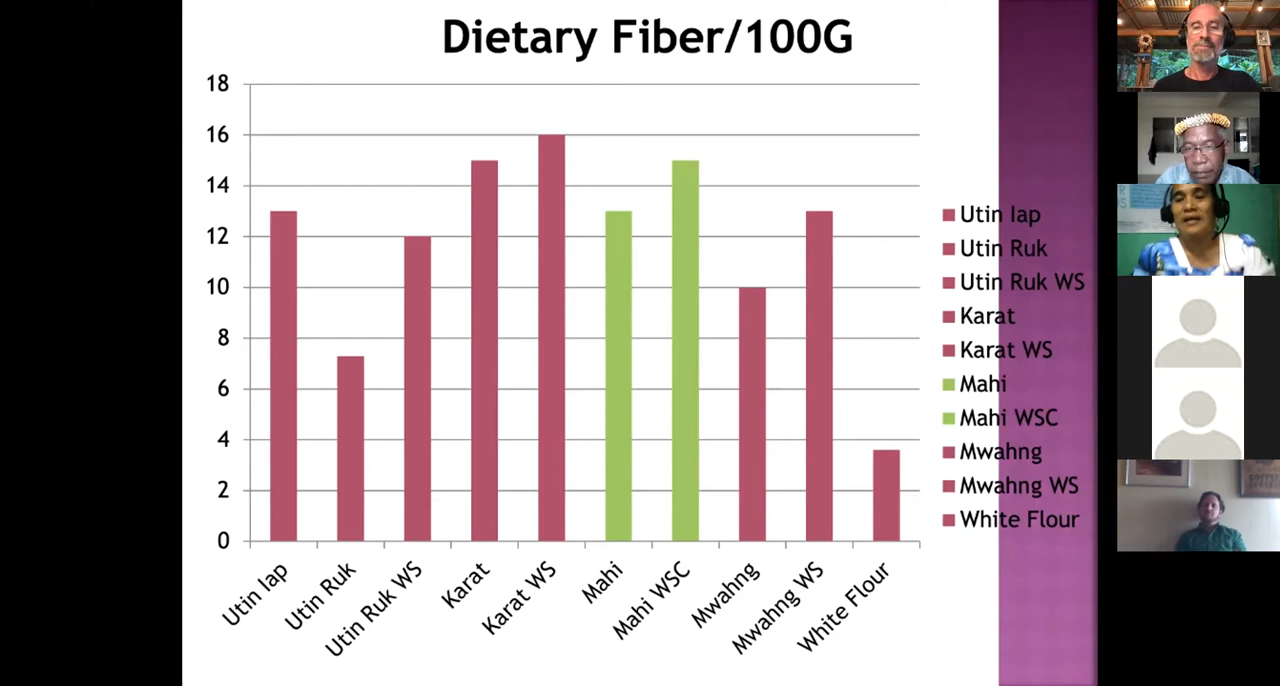 Dietary Fiber/100G
18
16
14
12
10
8
6
4
2
0
Utin Iap
Utin Ruk
Utin Ruk WS
Karat
Karat WS
Mahi
Mahi WSC
Mwahng
Mwahng WS
White Flour
Utin Iap
Utin Ruk
Utin Ruk WS
Karat
Karat WS
Mahi
Mahi WSC
Mwahng
Mwahng WS
White Flour